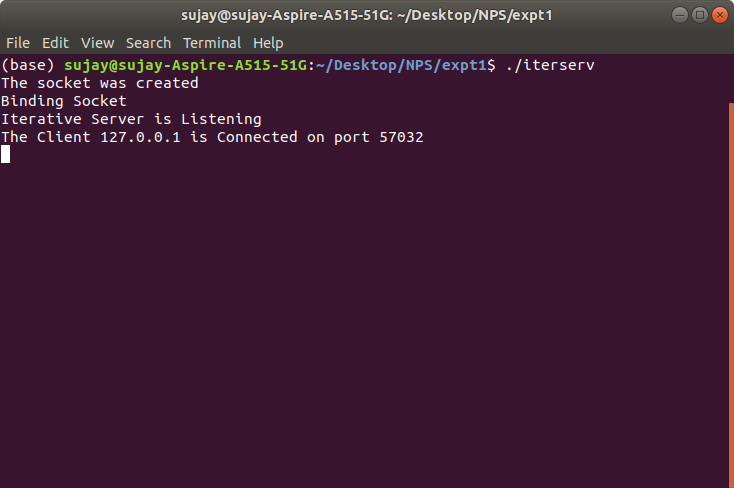 sujay@sujay-Aspire-A515-51G: ~/Desktop/NPS/expt1
File Edit View Search Terminal Help
(base) sujay@sujay-Aspire-A515-51G:~/Desktop/NPS/expt1$ ./iterserv
The socket was created
Binding Socket
Iterative Server is Listening
The Client 127.0.0.1 is Connected on port 57032